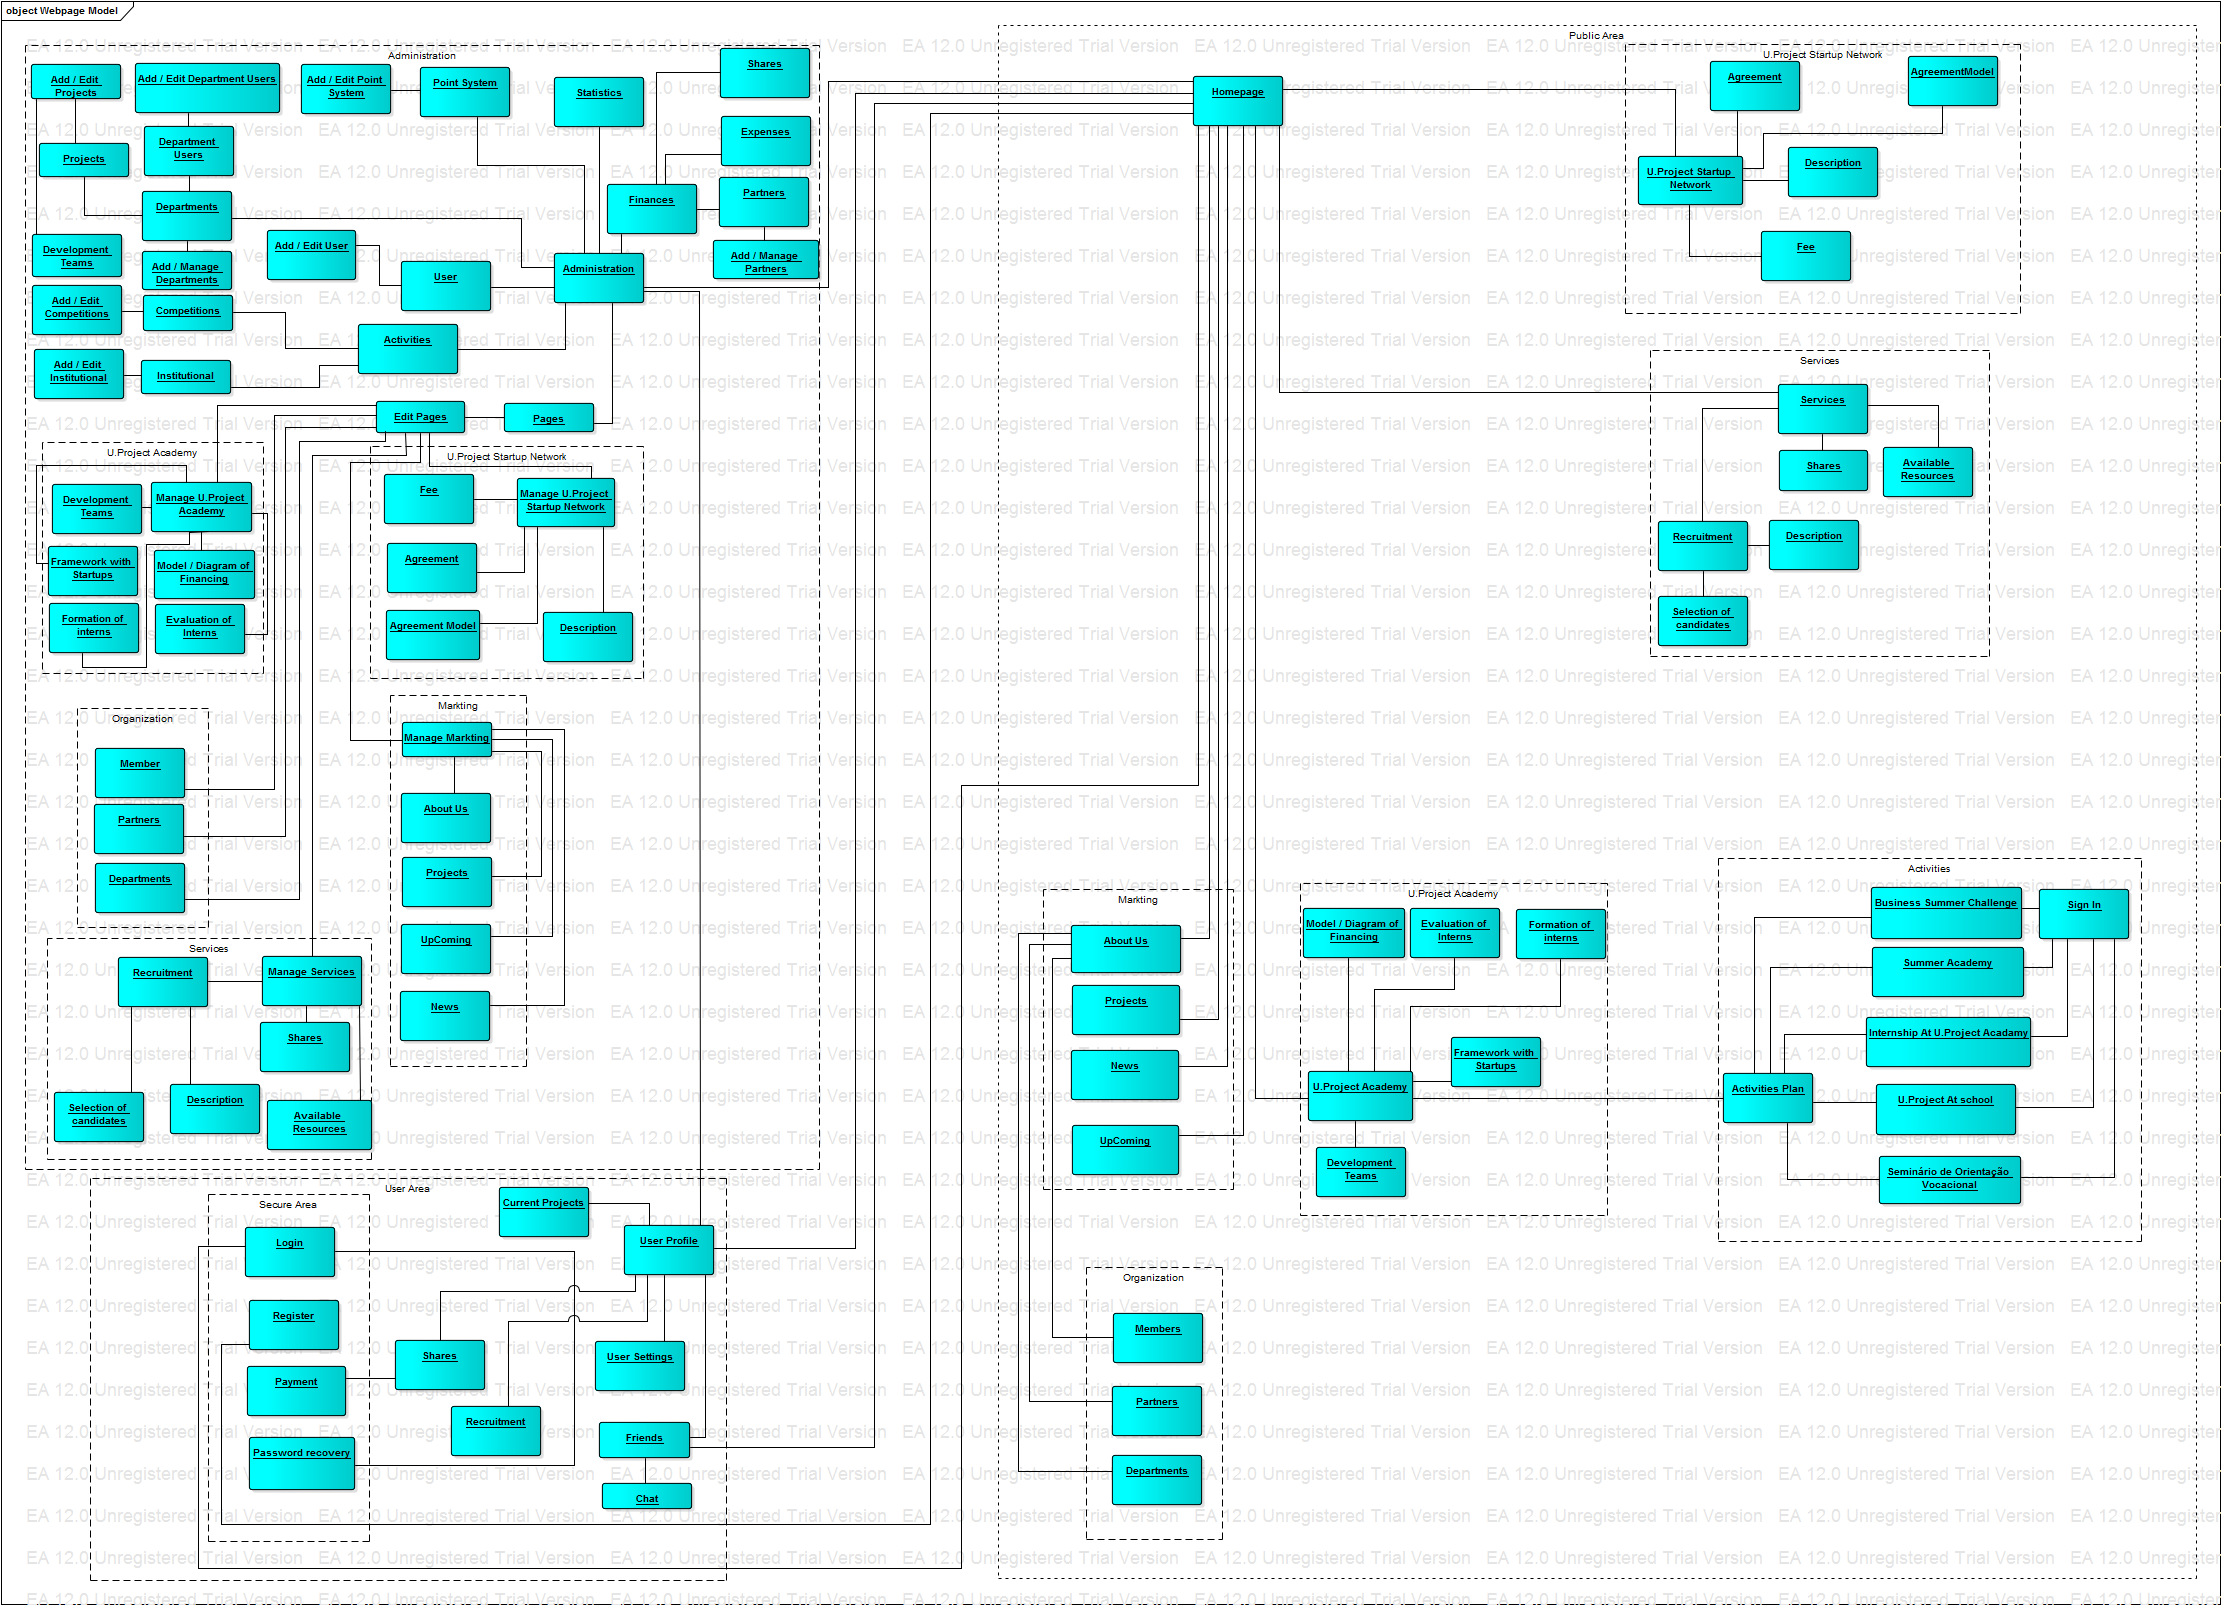 object Webpage Model
Administration
Add / Edit
Projects
Add / Edit Department Users
Add / Edit Point
System
Point System
Statistics
Shares
Expenses
Projects
Department
Users
Departments
Finances
Partners
Add / Manage
Partners
Development
Teams
Add / Manage
Departments
Add / Edit User
User
Administration
Add / Edit
Competitions
Competitions
Activities
Add / Edit
Institutional
Institutional
Edit Pages
Pages
U.Project Academy
Development
Teams
Manage U.Project
Academy
Framework with
Startups
Model / Diagram of
Financing
Formation of
interns
Evaluation of
Interns
U.Project Startup Network
Fee
Manage U.Project
Startup Network
Agreement
Agreement Model
Description
Organization
Member
Partners
Departments
Markting
Manage Markting
About Us
Projects
UpComing
News
Services
Recruitment
Manage Services
Shares
Selection of
candidates
Description
Available
Resources
User Area
Secure Area
Login
Register
Payment
Password recovery
Current Projects
User Profile
Shares
User Settings
Recruitment
Friends
Chat
Public Area
Homepage
U.Project Startup Network
Agreement
AgreementModel
U.Project Startup
Network
Description
Fee
Services
Services
Shares
Available
Resources
Recruitment
Description
Selection of
candidates
Markting
About Us
Projects
News
UpComing
U.Project Academy
Model / Diagram of
Financing
Evaluation of
Interns
Formation of
interns
Framework with
Startups
U.Project Academy
Development
Teams
Activities
Business Summer Challenge
Sign In
Summer Academy
Internship At U.Project Acadamy
Activities Plan
U.Project At school
Seminário de Orientação
Vocacional
Organization
Members
Partners
Departments
EA 12.0 Unregistered Trial Version